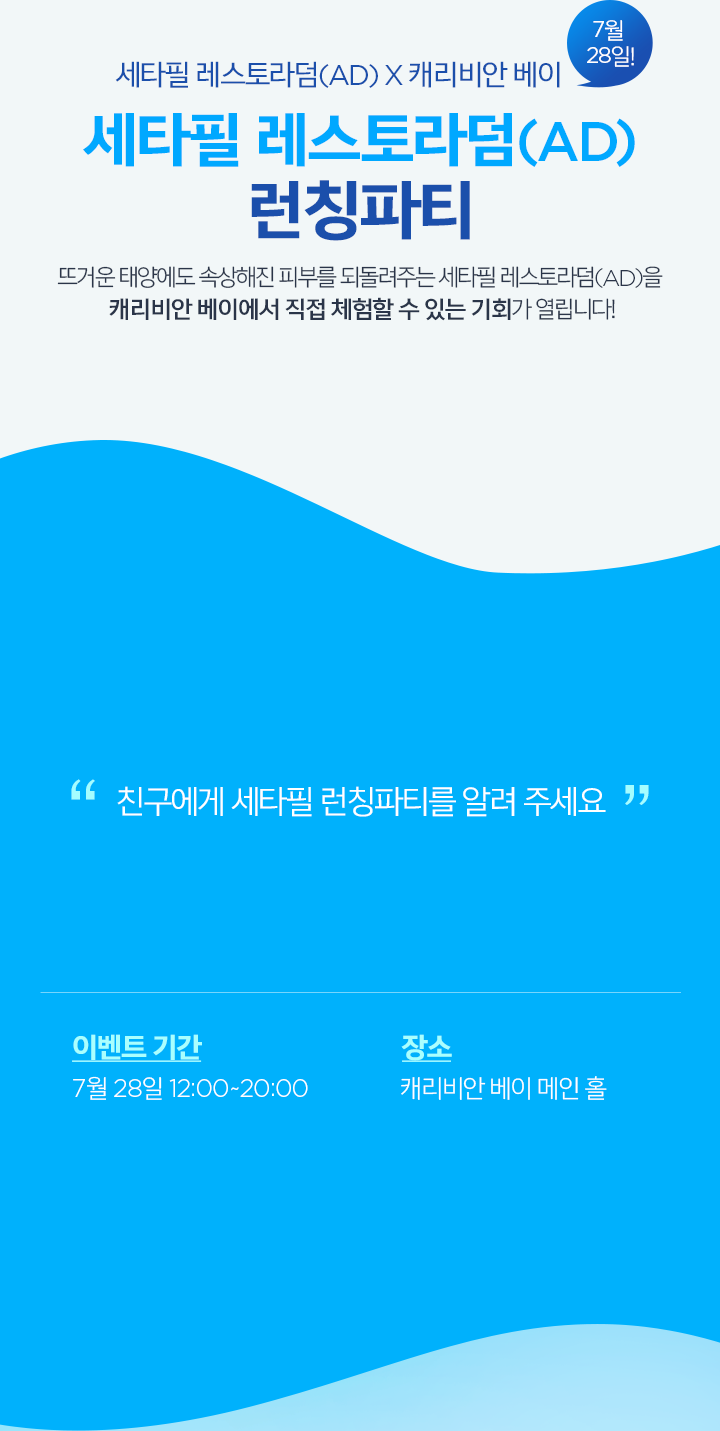 7월
28일!
세타필 레스토라덤(AD) X 캐리비안 베이
세타필 레스토라덤(AD)
런칭파티
뜨거운 태양에도 속상해진 피부를 되돌려주는 세타필 레스토라덤(AD)을
캐리비안 베이에서 직접 체험할 수 있는 기회가 열립니다!
“ 친구에게 세타필 런칭파티를 알려 주세요 ”
이벤트 기간
7월 28일 12:00~20:00
장소
캐리비안 베이 메인 홀